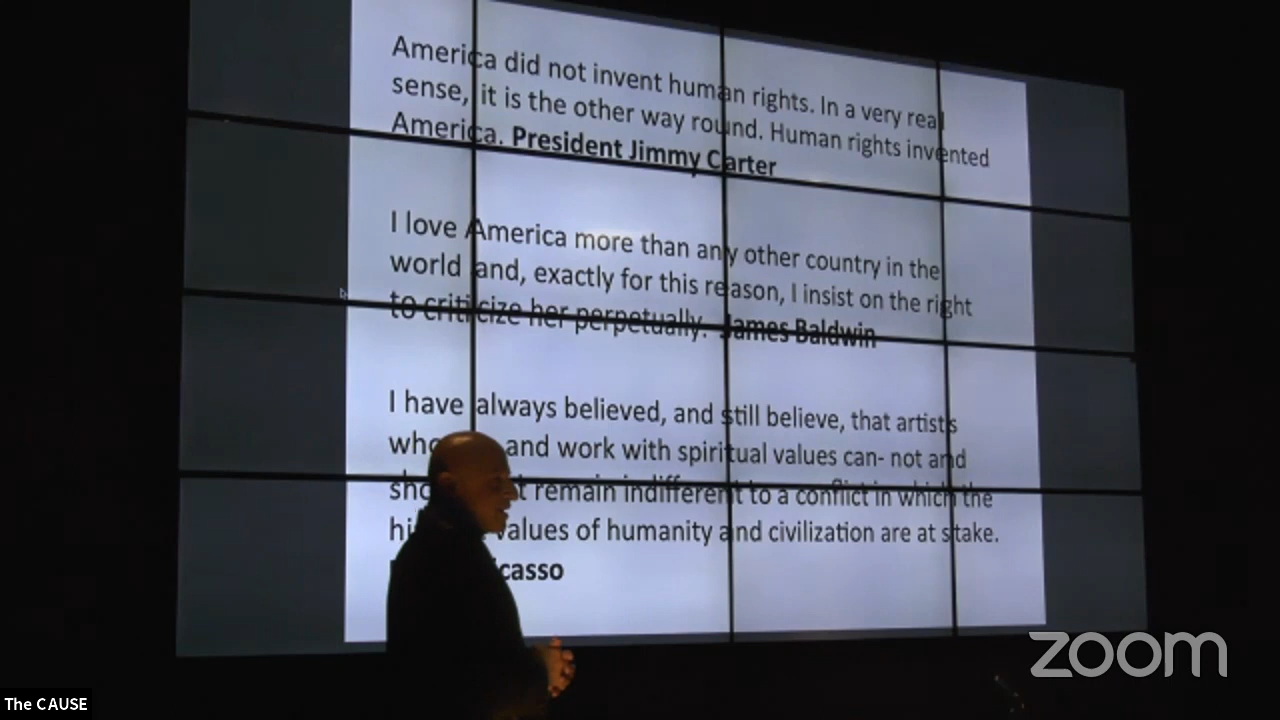 America did not invent human rights. In a very real
sense, it is the other way round. Human rights invented
America. President Jimmy Carter
I love America more than any other country in the
world and, exactly for this reason, I insist on the right
to criticize her perpetually. James Baldwin
I have always believed, and still believe, that artists
who and work with spiritual values can- not and
remain indifferent to a conflict in which the
values of humanity and civilization are at stake.
icasso
zoom
The CAUSE